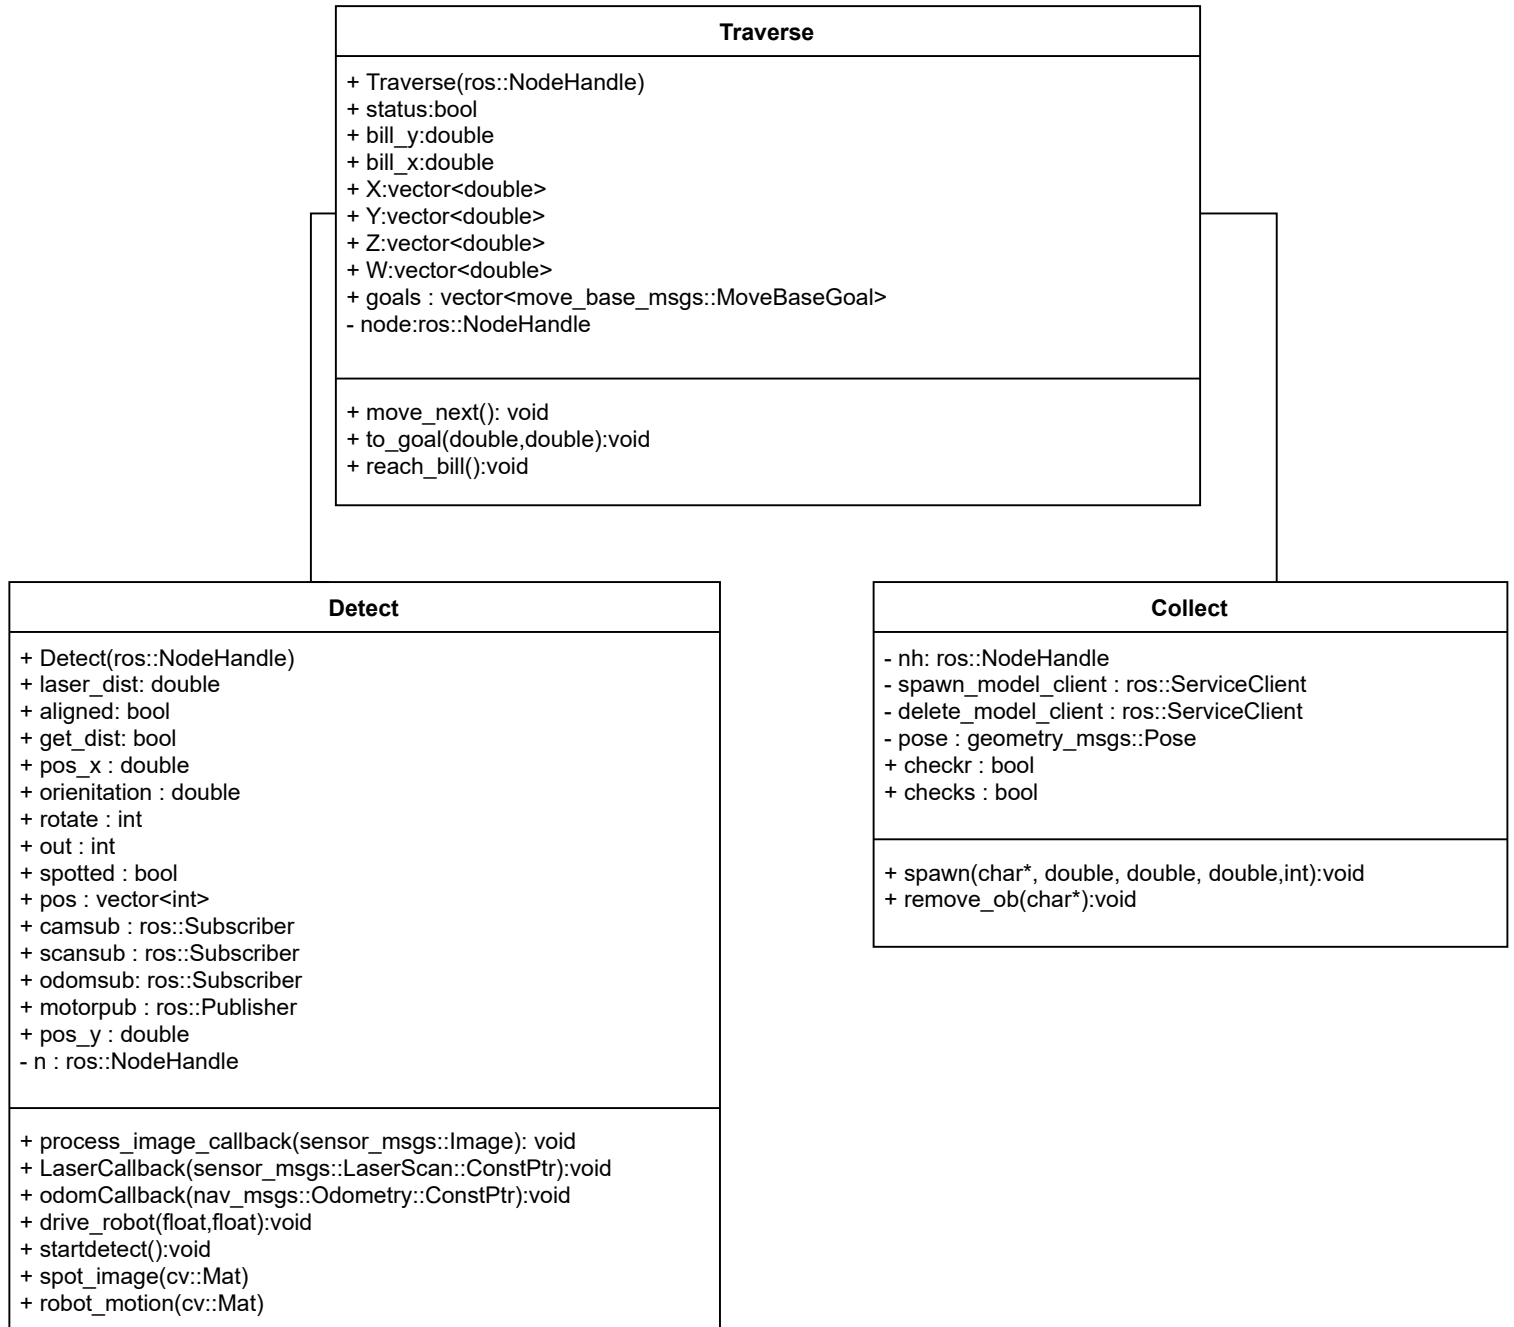 Traverse
+ Traverse(ros::NodeHandle)
+ status:bool
+ bill_y:double
+ bill_x:double
+ X:vector<double>
+ Y:vector<double>
+ Z:vector<double>
+ W:vector<double>
+ goals : vector<move_base_msgs::MoveBaseGoal>
- node:ros::NodeHandle
+ move_next(): void
+ to_goal(double,double):void
+ reach_bill():void
Detect
+ Detect(ros::NodeHandle)
+ laser_dist: double
+ aligned: bool
+ get_dist: bool
+ pos_x : double
+ orienitation : double
+ rotate : int
+ out : int
+ spotted : bool
+ pos : vector<int>
+ camsub : ros::Subscriber
+ scansub : ros::Subscriber
+ odomsub: ros::Subscriber
+ motorpub : ros::Publisher
+ pos_y : double
- n : ros::NodeHandle
+ process_image_callback(sensor_msgs::Image): void
+ LaserCallback(sensor_msgs::LaserScan::ConstPtr):void
+ odomCallback(nav_msgs::Odometry::ConstPtr):void
+ drive_robot(float,float):void
+ startdetect():void
+ spot_image(cv::Mat)
+ robot_motion(cv::Mat)
Collect
- nh: ros::NodeHandle
- spawn_model_client : ros::ServiceClient
- delete_model_client : ros::ServiceClient
- pose : geometry_msgs::Pose
+ checkr : bool
+ checks : bool
+ spawn(char*, double, double, double,int):void
+ remove_ob(char*):void